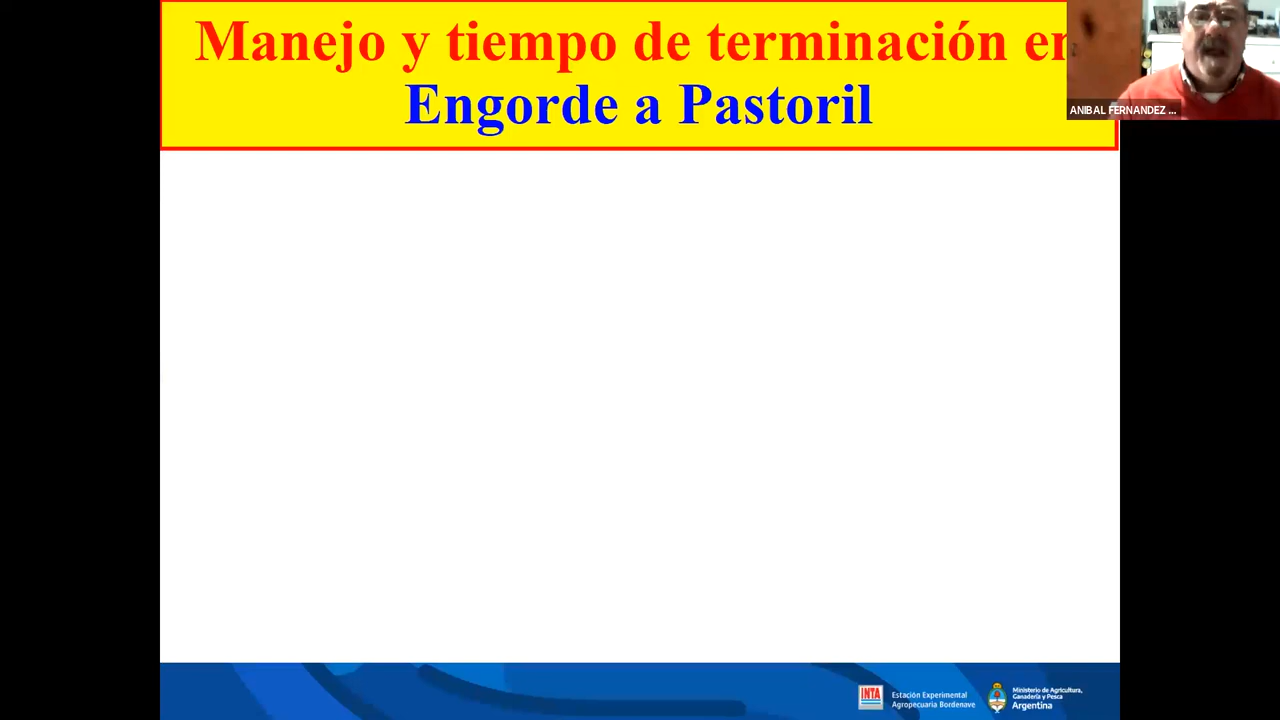 Manejo y tiempo de terminación en
Engorde a Pastoril
ANIBAL FERNANDEZ ...
INTA
Estación Experimental
Agropecuaria Bordenave
Ministerio de Agricultura,
Ganadería y Pesca
Argentina